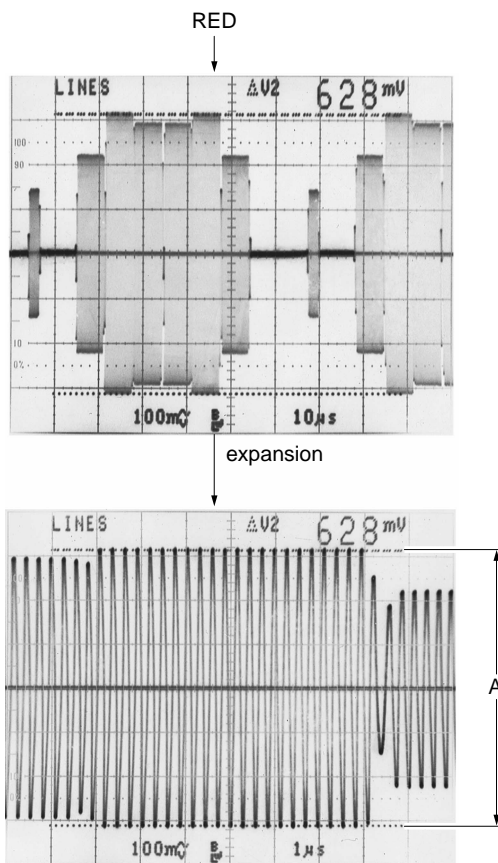 RED
LINES ΔV2 628mV
100
90
10
0%
100mV 10µs
expansion
LINES ΔV2 628mV
A
100mV 1µs